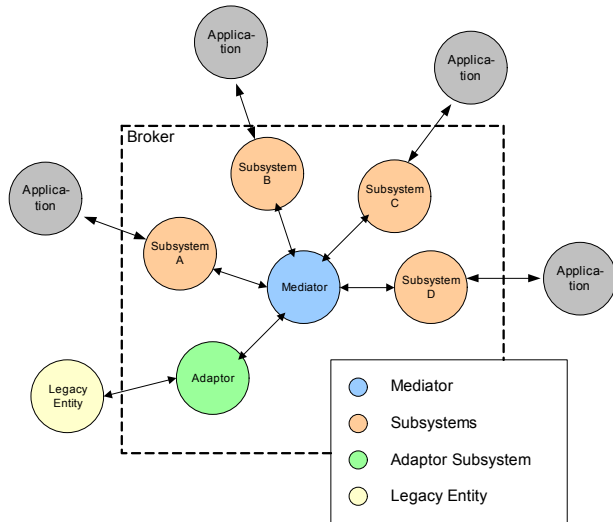 Applica-
tion
Applica-
tion
Broker
Subsystem
B
Subsystem
C
Applica-
tion
Subsystem
A
Mediator
Subsystem
D
Applica-
tion
Adaptor
Legacy
Entity
Mediator
Subsystems
Adaptor Subsystem
Legacy Entity